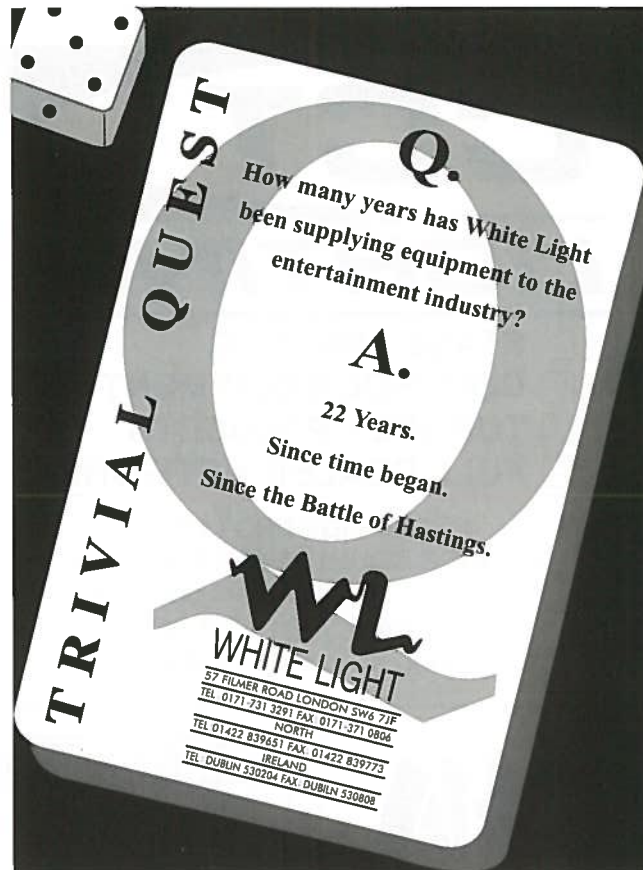 TRIVIAL QUEST
Q.
How many years has White Light
been supplying equipment to the
entertainment industry?
A.
22 Years.
Since time began.
Since the Battle of Hastings.
WL
WHITE LIGHT
57 FILMER ROAD LONDON SW6 7JF
TEL 0171-731 3291 FAX 0171-371 0806
NORTH
TEL 01422 839651 FAX 01422 839773
IRELAND
TEL DUBLIN 530204 FAX DUBILN 530808